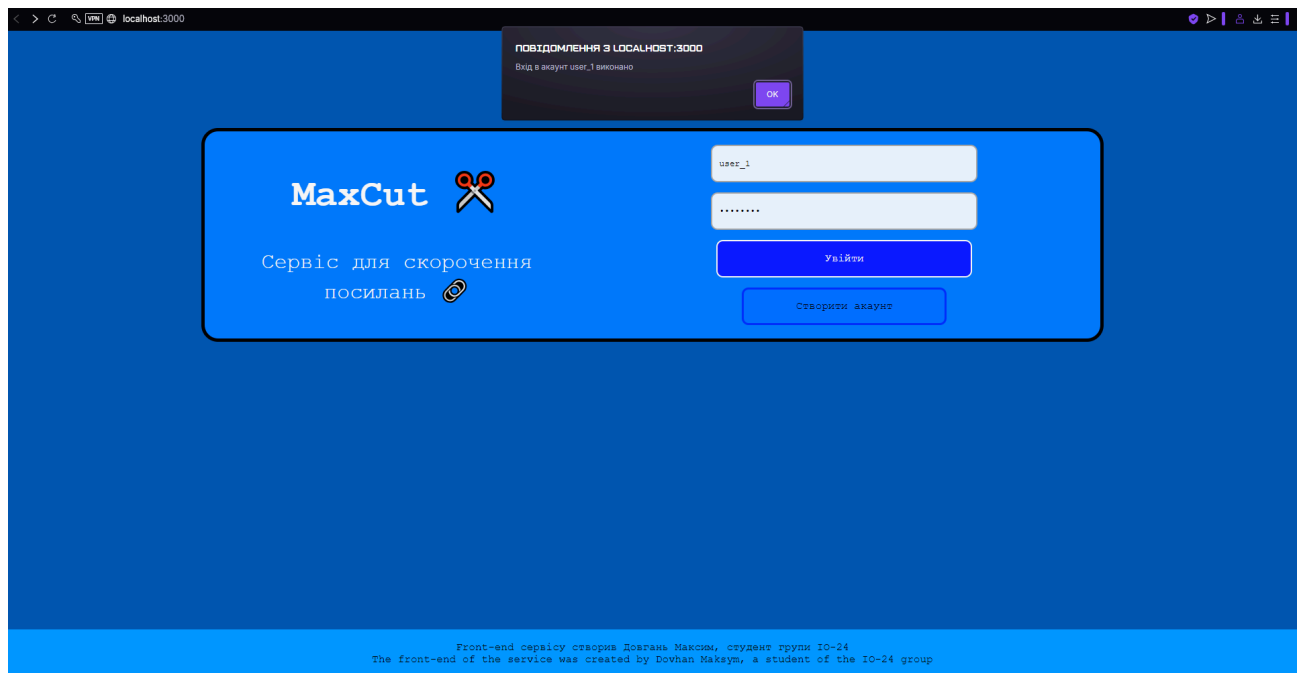 VPN localhost:3000
ПОВІДОМЛЕННЯ З LOCALHOST:3000
Вхід в акаунт user_1 виконано
ОК
MaxCut
Сервіс для скорочення
посилань
user_1
••••••••
Увійти
Створити акаунт
Front-end сервісу створив Довгань Максим, студент групи ІО-24
The front-end of the service was created by Dovhan Maksym, a student of the IO-24 group